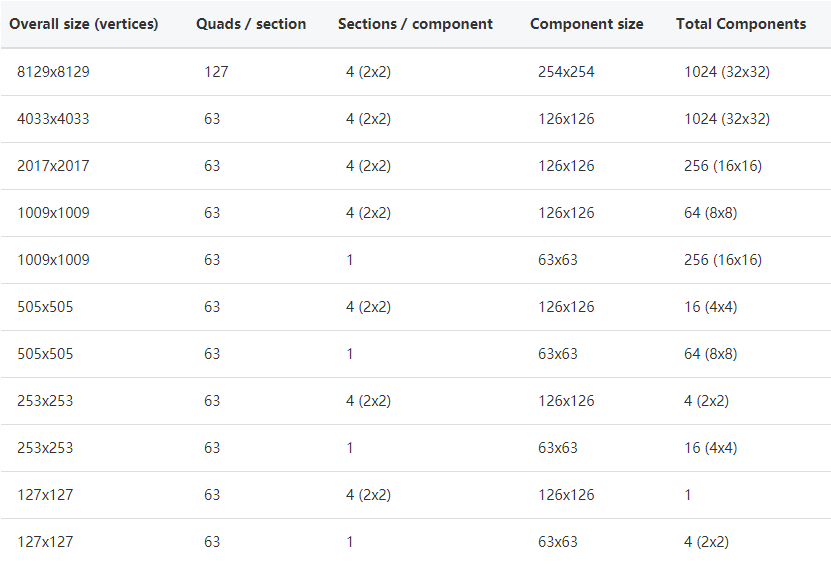 Overall size (vertices) Quads / section Sections / component Component size Total Components
8129x8129 127 4 (2x2) 254x254 1024 (32x32)
4033x4033 63 4 (2x2) 126x126 1024 (32x32)
2017x2017 63 4 (2x2) 126x126 256 (16x16)
1009x1009 63 4 (2x2) 126x126 64 (8x8)
1009x1009 63 1 63x63 256 (16x16)
505x505 63 4 (2x2) 126x126 16 (4x4)
505x505 63 1 63x63 64 (8x8)
253x253 63 4 (2x2) 126x126 4 (2x2)
253x253 63 1 63x63 16 (4x4)
127x127 63 4 (2x2) 126x126 1
127x127 63 1 63x63 4 (2x2)